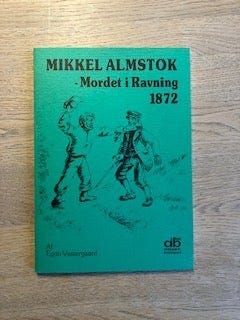 MIKKEL ALMSTOK
- Mordet i Ravning
1872
Af
Egon Vestergaard
db